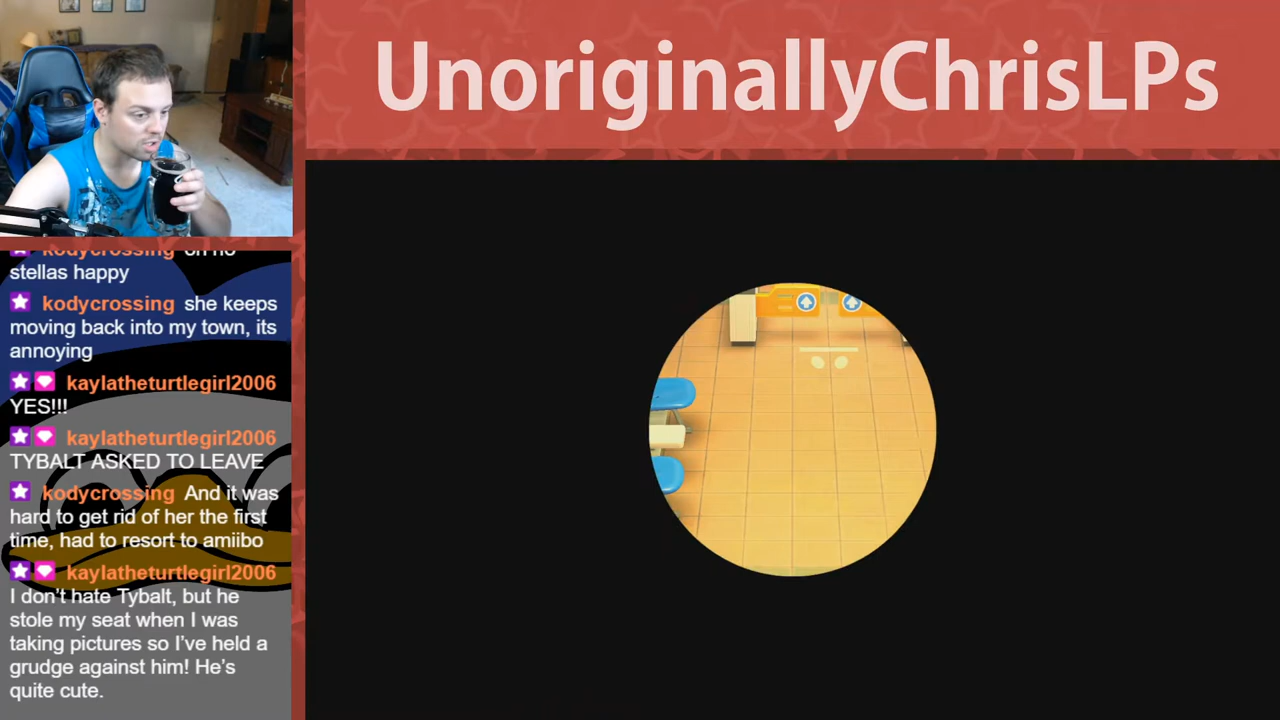 UnoriginallyChrisLPs
kodycrossing oh no
stellas happy
kodycrossing she keeps
moving back into my town, its
annoying
kaylatheturtlegirl2006
YES!!!
kaylatheturtlegirl2006
TYBALT ASKED TO LEAVE
kodycrossing And it was
hard to get rid of her the first
time, had to resort to amiibo
kaylatheturtlegirl2006
I don't hate Tybalt, but he
stole my seat when I was
taking pictures so I've held a
grudge against him! He's
quite cute.